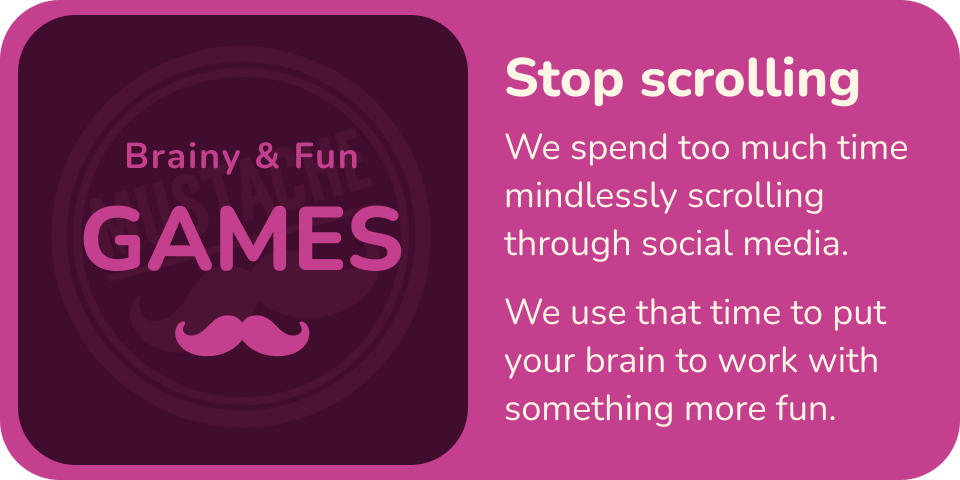 Brainy & Fun
MUSTACHE
GAMES
Stop scrolling
We spend too much time
mindlessly scrolling
through social media.
We use that time to put
your brain to work with
something more fun.